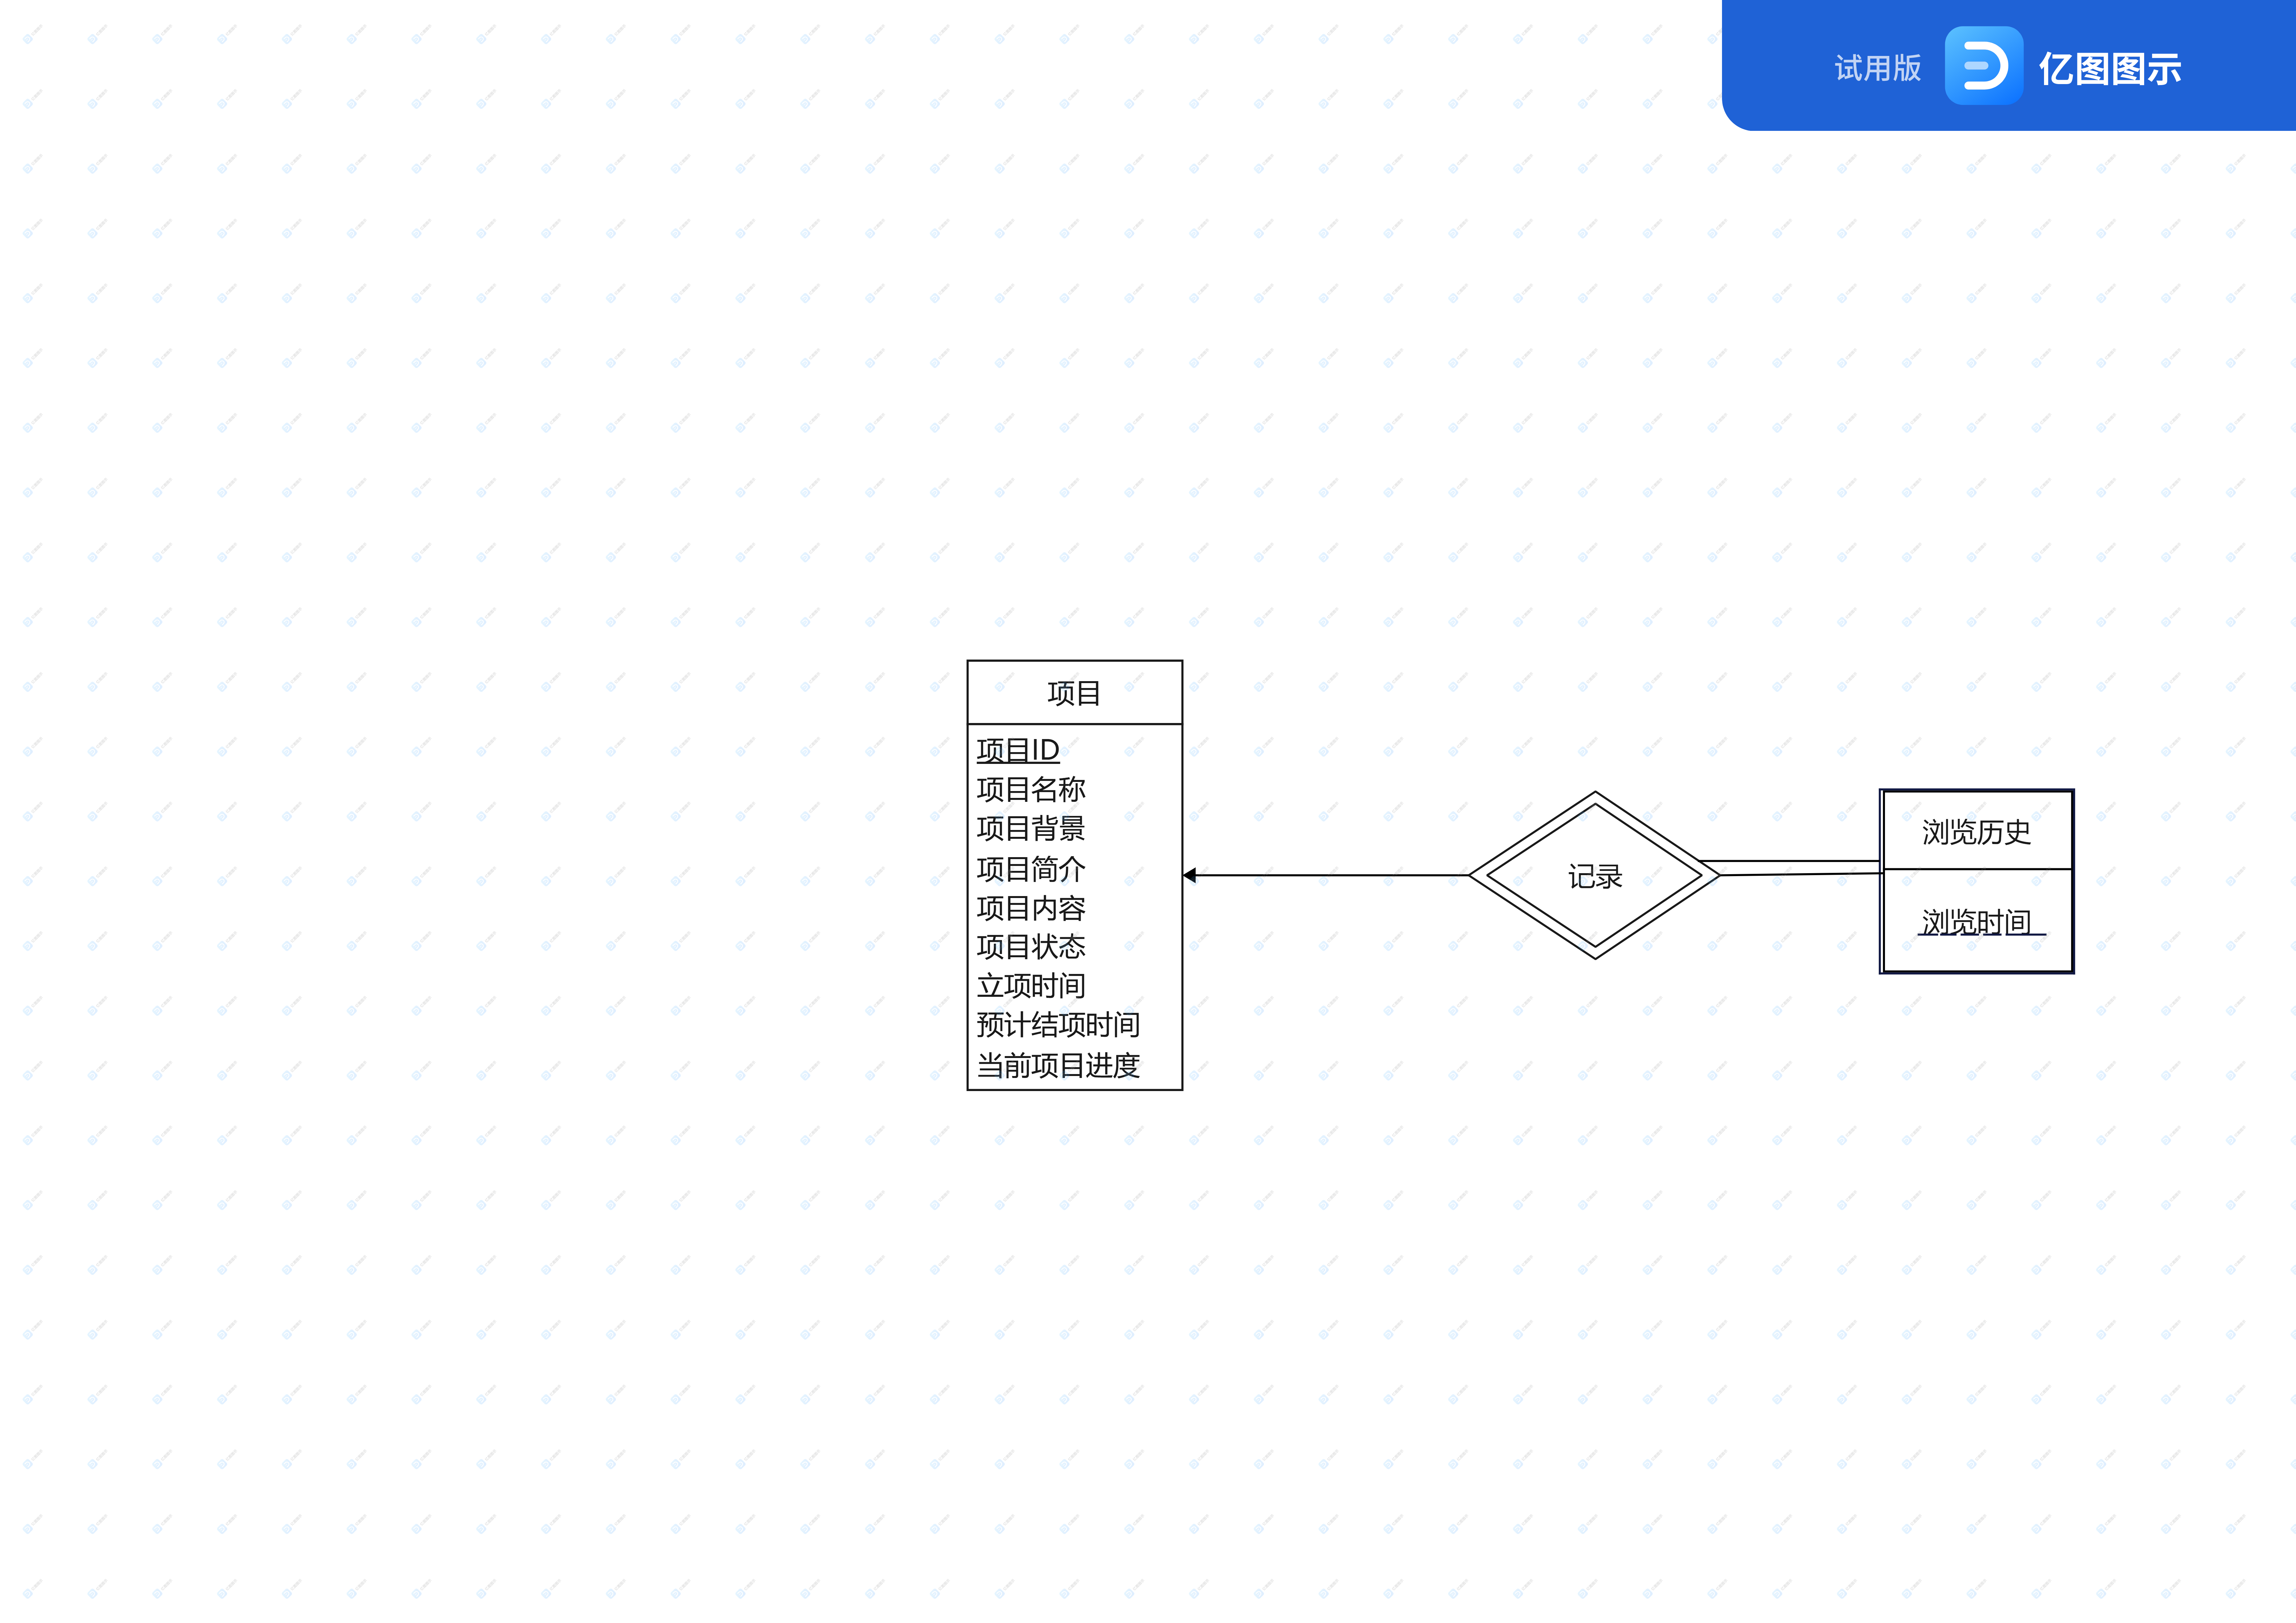 试用版 亿图图示
项目
项目ID
项目名称
项目背景
项目简介
项目内容
项目状态
立项时间
预计结项时间
当前项目进度
记录
浏览历史
浏览时间